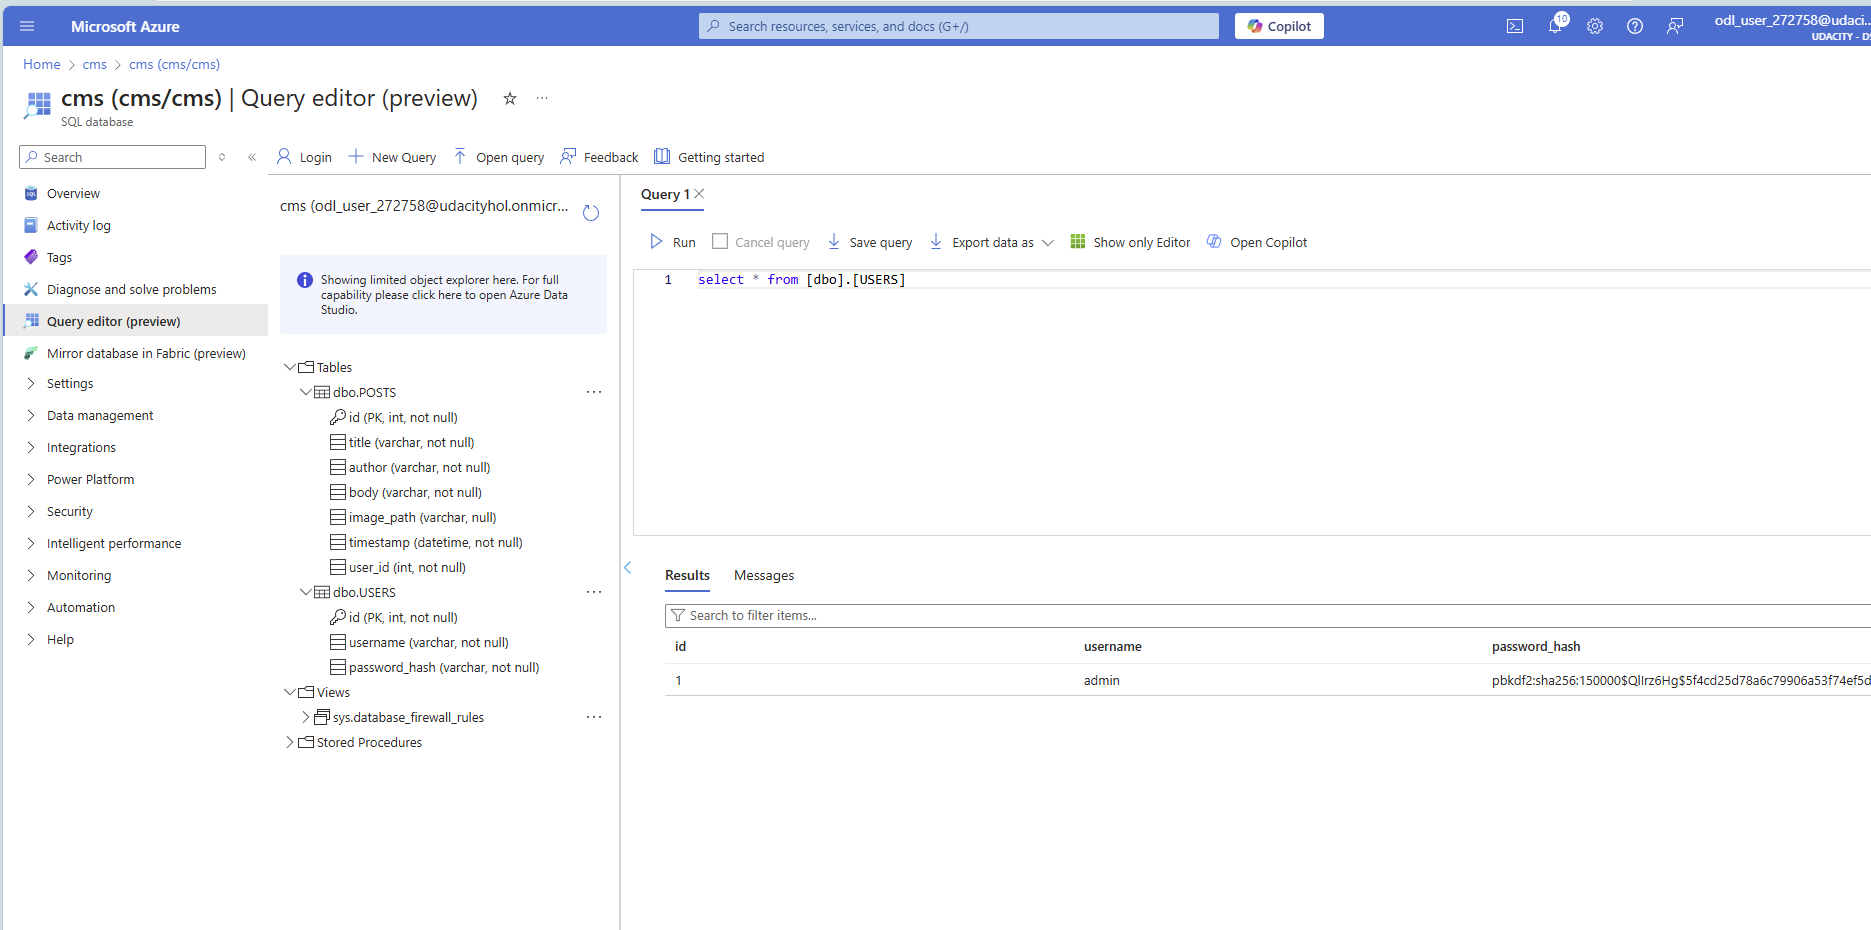 Microsoft Azure
Search resources, services, and docs (G+/)
Copilot
10
odl_user_272758@udaci...
UDACITY - D
Home > cms > cms (cms/cms)
cms (cms/cms) | Query editor (preview)
SQL database
Search
Login
New Query
Open query
Feedback
Getting started
Overview
Activity log
Tags
Diagnose and solve problems
Query editor (preview)
Mirror database in Fabric (preview)
Settings
Data management
Integrations
Power Platform
Security
Intelligent performance
Monitoring
Automation
Help
cms (odl_user_272758@udacityhol.onmicr...
Showing limited object explorer here. For full
capability please click here to open Azure Data
Studio.
Tables
dbo.POSTS
id (PK, int, not null)
title (varchar, not null)
author (varchar, not null)
body (varchar, not null)
image_path (varchar, null)
timestamp (datetime, not null)
user_id (int, not null)
dbo.USERS
id (PK, int, not null)
username (varchar, not null)
password_hash (varchar, not null)
Views
sys.database_firewall_rules
Stored Procedures
Query 1
Run
Cancel query
Save query
Export data as
Show only Editor
Open Copilot
1 select * from [dbo].[USERS]
Results
Messages
Search to filter items...
id username password_hash
1 admin pbkdf2:sha256:150000$QlIrz6Hg$5f4cd25d78a6c79906a53f74ef5d